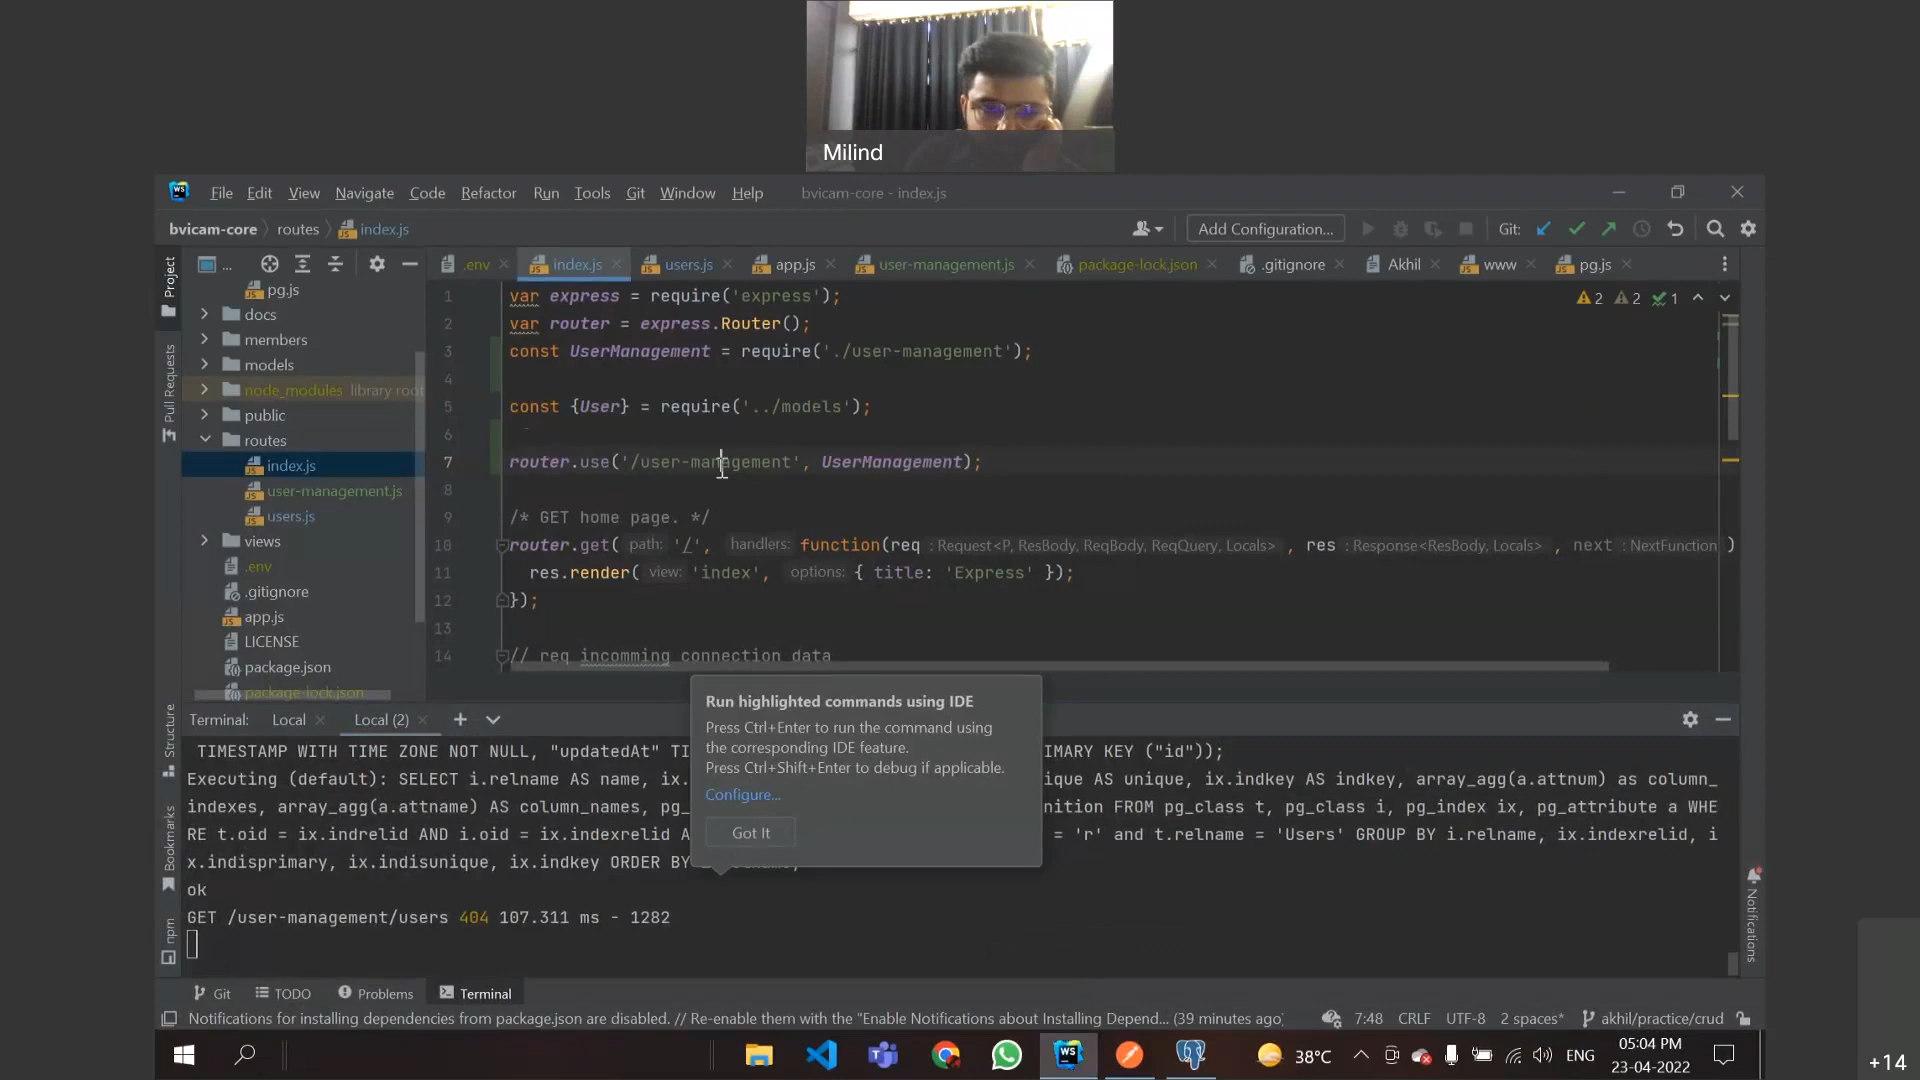 Milind
WS File Edit View Navigate Code Refactor Run Tools Git Window Help bvicam-core - index.js
bvicam-core routes index.js Add Configuration... Git:
Project ... .env index.js users.js app.js user-management.js package-lock.json .gitignore Akhil www pg.js
pg.js
docs
members
models
node_modules library root
public
routes
index.js
user-management.js
users.js
views
.env
.gitignore
app.js
LICENSE
package.json
package-lock.json
Pull Requests
Structure
Bookmarks
npm
2 2 1
1 var express = require('express');
2 var router = express.Router();
3 const UserManagement = require('./user-management');
4
5 const {User} = require('../models');
6
7 router.use('/user-management', UserManagement);
8
9 /* GET home page. */
10 router.get( path: '/', handlers: function(req : Request<P, ResBody, ReqBody, ReqQuery, Locals> , res : Response<ResBody, Locals> , next : NextFunction )
11 res.render( view: 'index', options: { title: 'Express' });
12 });
13
14 // req incomming connection data
Run highlighted commands using IDE
Press Ctrl+Enter to run the command using
the corresponding IDE feature.
Press Ctrl+Shift+Enter to debug if applicable.
Configure...
Got It
Terminal: Local Local (2)
TIMESTAMP WITH TIME ZONE NOT NULL, "updatedAt" TI IMARY KEY ("id"));
Executing (default): SELECT i.relname AS name, ix. ique AS unique, ix.indkey AS indkey, array_agg(a.attnum) as column_
indexes, array_agg(a.attname) AS column_names, pg_ nition FROM pg_class t, pg_class i, pg_index ix, pg_attribute a WHE
RE t.oid = ix.indrelid AND i.oid = ix.indexrelid A = 'r' and t.relname = 'Users' GROUP BY i.relname, ix.indexrelid, i
x.indisprimary, ix.indisunique, ix.indkey ORDER BY
ok
GET /user-management/users 404 107.311 ms - 1282
Notifications
Git TODO Problems Terminal
Notifications for installing dependencies from package.json are disabled. // Re-enable them with the "Enable Notifications about Installing Depend... (39 minutes ago) 7:48 CRLF UTF-8 2 spaces* akhil/practice/crud
WS 38°C ENG 05:04 PM
23-04-2022
+14